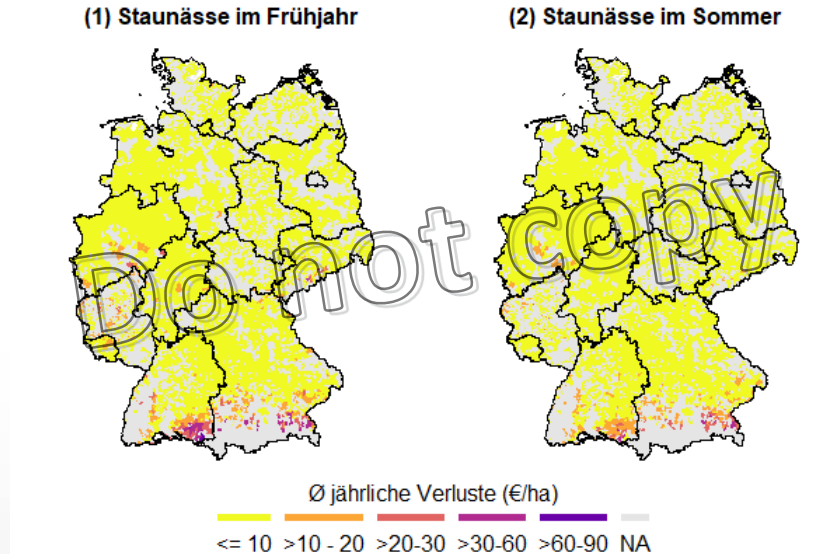 (1) Staunässe im Frühjahr
(2) Staunässe im Sommer
Do not copy
Ø jährliche Verluste (€/ha)
<= 10 >10 - 20 >20-30 >30-60 >60-90 NA